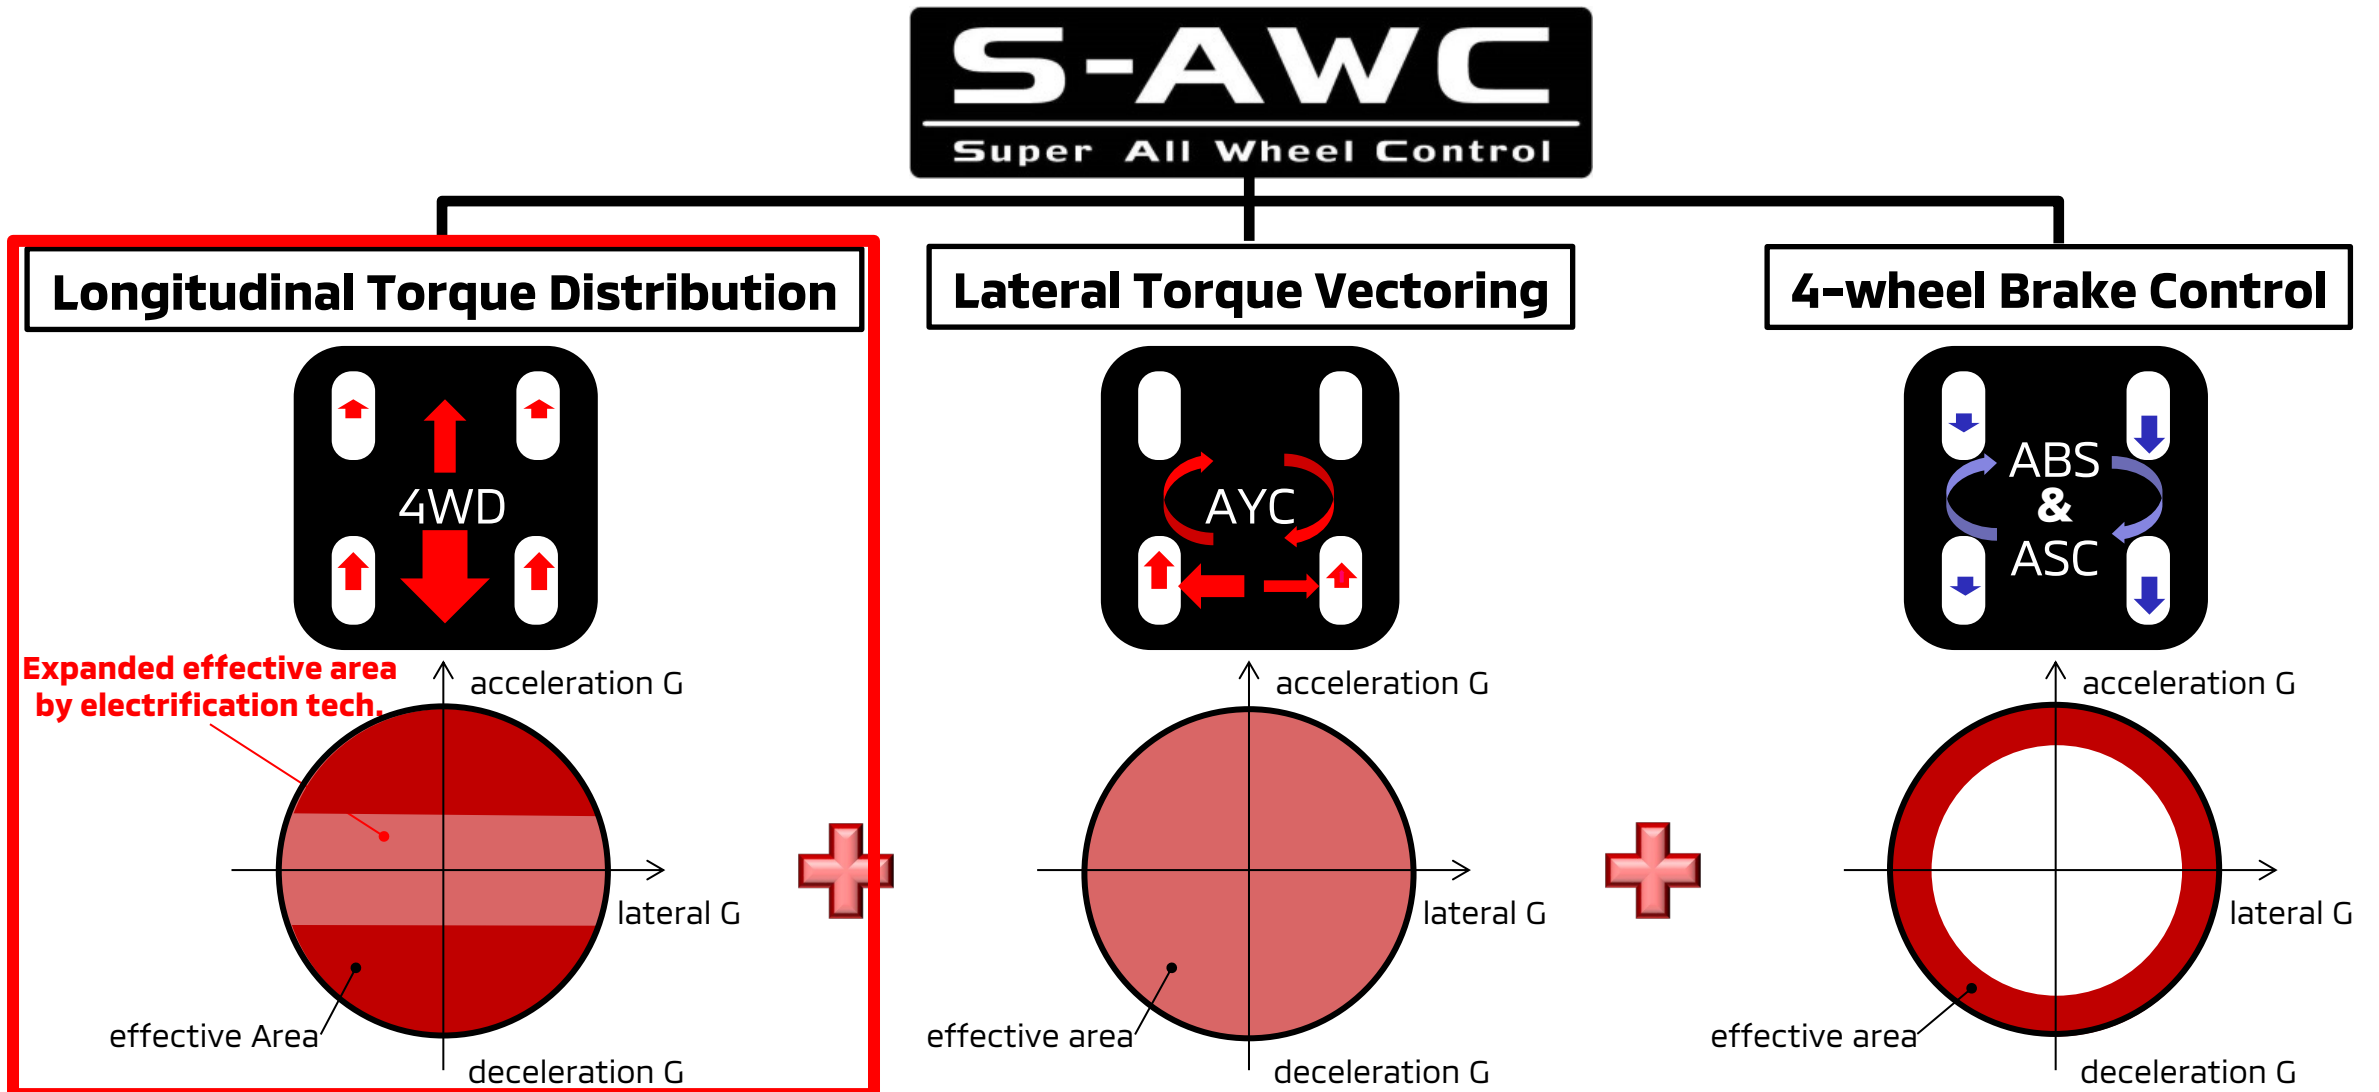 S-AWC
Super All Wheel Control
Longitudinal Torque Distribution
4WD
Expanded effective area
by electrification tech.
acceleration G
lateral G
effective Area
deceleration G
Lateral Torque Vectoring
AYC
acceleration G
lateral G
effective area
deceleration G
4-wheel Brake Control
ABS
&
ASC
acceleration G
lateral G
effective area
deceleration G